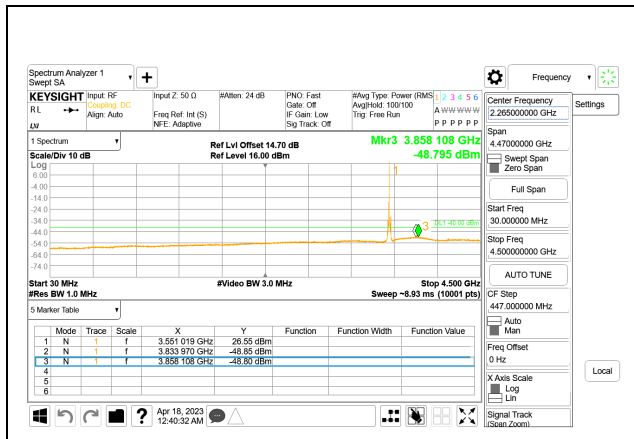 Spectrum Analyzer 1
Swept SA
+
Frequency
KEYSIGHT
Input: RF
Input Z: 50 Ω
#Atten: 24 dB
PNO: Fast
#Avg Type: Power (RMS)
1 2 3 4 5 6
RL
Coupling: DC
Gate: Off
Avg|Hold: 100/100
A W W W W W
Align: Auto
Freq Ref: Int (S)
IF Gain: Low
Trig: Free Run
NFE: Adaptive
Sig Track: Off
P P P P P P
LXI
Center Frequency
2.265000000 GHz
Settings
1 Spectrum
Ref Lvl Offset 14.70 dB
Mkr3 3.858 108 GHz
Scale/Div 10 dB
Ref Level 16.00 dBm
-48.795 dBm
Span
4.47000000 GHz
Swept Span
Zero Span
Full Span
Log
6.00
-4.00
-14.0
-24.0
-34.0
-44.0
-54.0
-64.0
-74.0
1
3
DL1 -40.00 dBm
Start Freq
30.000000 MHz
Stop Freq
4.500000000 GHz
AUTO TUNE
Start 30 MHz
#Video BW 3.0 MHz
Stop 4.500 GHz
#Res BW 1.0 MHz
Sweep ~8.93 ms (10001 pts)
CF Step
447.000000 MHz
Auto
Man
5 Marker Table
Mode Trace Scale X Y Function Function Width Function Value
1 N 1 f 3.551 019 GHz 26.55 dBm
2 N 1 f 3.833 970 GHz -48.85 dBm
3 N 1 f 3.858 108 GHz -48.80 dBm
4
5
6
Freq Offset
0 Hz
X Axis Scale
Log
Lin
Local
Signal Track
(Span Zoom)
?
Apr 18, 2023
12:40:32 AM